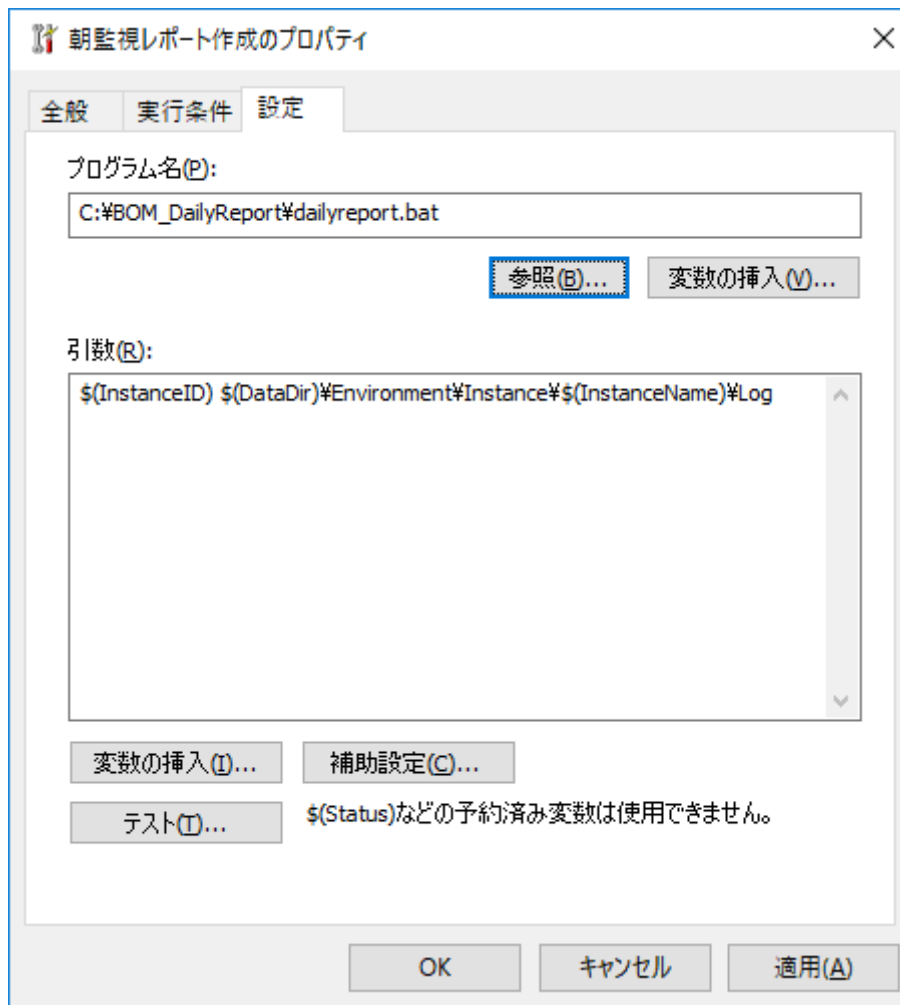 朝監視レポート作成のプロパティ
全般 実行条件 設定
プログラム名(P):
C:¥BOM_DailyReport¥dailyreport.bat
参照(B)... 変数の挿入(V)...
引数(R):
$(InstanceID) $(DataDir)¥Environment¥Instance¥$(InstanceName)¥Log
変数の挿入(I)... 補助設定(C)...
テスト(T)... $(Status)などの予約済み変数は使用できません。
OK キャンセル 適用(A)